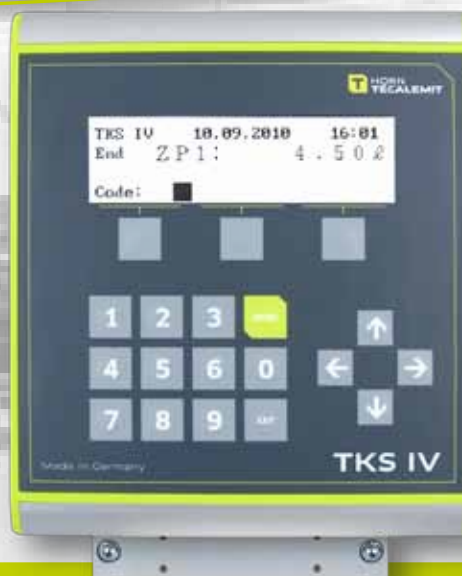 HORN
TECALEMIT
TKS IV 10.09.2010 16:01
End ZP1: 4.50ℓ
Code:
1 2 3
4 5 6 0
7 8 9
Made in Germany
TKS IV